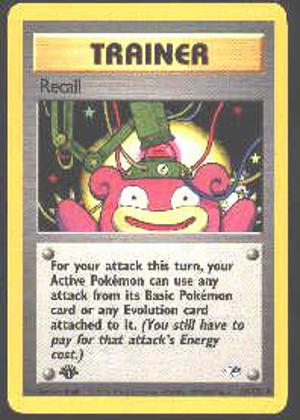 TRAINER
Recall
For your attack this turn, your
Active Pokémon can use any
attack from its Basic Pokémon
card or any Evolution card
attached to it. (You still have to
pay for that attack's Energy
cost.)